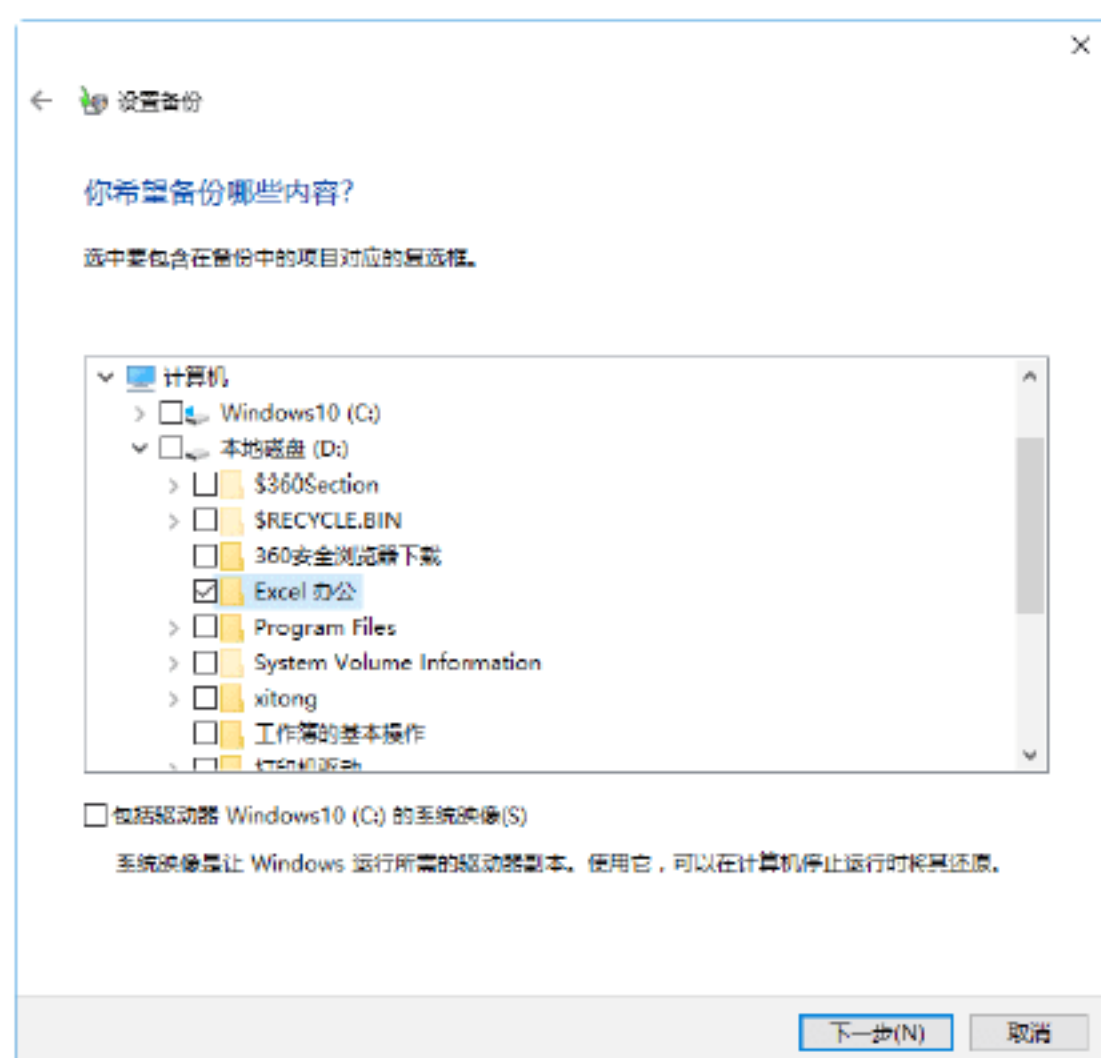 设置备份
你希望备份哪些内容?
选中要包含在备份中的项目对应的复选框。
计算机
Windows10 (C:)
本地磁盘 (D:)
$360Section
$RECYCLE.BIN
360安全浏览器下载
Excel 办公
Program Files
System Volume Information
xitong
工作簿的基本操作
打印机驱动
包括驱动器 Windows10 (C:) 的系统映像(S)
系统映像是让 Windows 运行所需的驱动器副本。使用它，可以在计算机停止运行时将其还原。
下一步(N)
取消